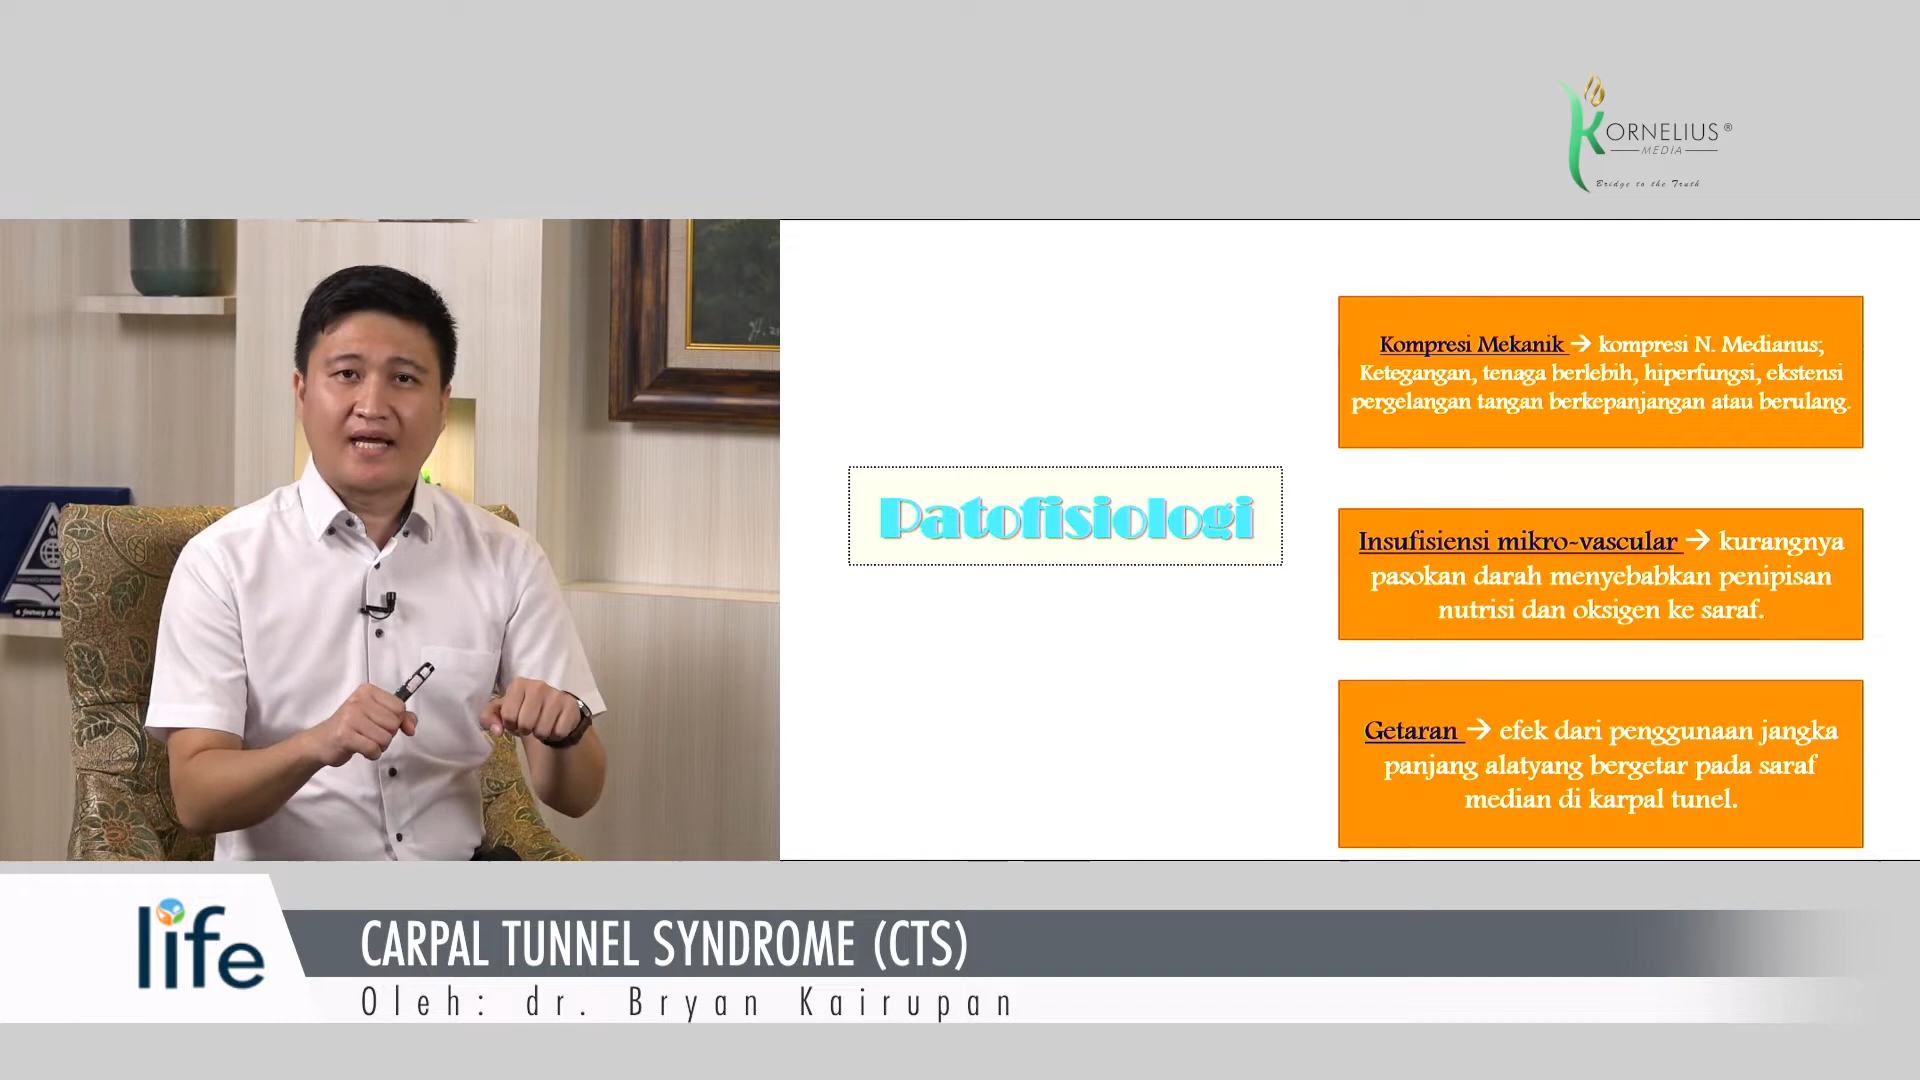 KORNELIUS®
MEDIA
Bridge to the Truth
Patofisiologi
Kompresi Mekanik → kompresi N. Medianus;
Ketegangan, tenaga berlebih, hiperfungsi, ekstensi
pergelangan tangan berkepanjangan atau berulang.
Insufisiensi mikro-vascular → kurangnya
pasokan darah menyebabkan penipisan
nutrisi dan oksigen ke saraf.
Getaran → efek dari penggunaan jangka
panjang alatyang bergetar pada saraf
median di karpal tunel.
life
CARPAL TUNNEL SYNDROME (CTS)
Oleh: dr. Bryan Kairupan